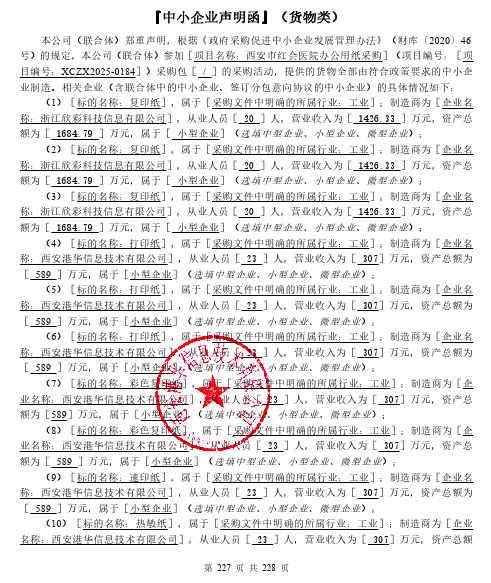 『中小企业声明函』（货物类）
本公司（联合体）郑重声明，根据《政府采购促进中小企业发展管理办法》（财库〔2020〕46
号）的规定，本公司（联合体）参加［项目名称：西安市红会医院办公用纸采购］（项目编号：［项
目编号：XCZX2025-0184］）采购包［ / ］的采购活动，提供的货物全部由符合政策要求的中小企
业制造。相关企业（含联合体中的中小企业、签订分包意向协议的中小企业）的具体情况如下：
（1）［标的名称：复印纸］，属于［采购文件中明确的所属行业：工业］；制造商为［企业名
称：浙江欣彩科技信息有限公司］，从业人员［ 20 ］人，营业收入为［ 1426.33 ］万元，资产总
额为［ 1684.79 ］万元，属于［ 小型企业］（选填中型企业、小型企业、微型企业）；
（2）［标的名称：复印纸］，属于［采购文件中明确的所属行业：工业］；制造商为［企业名
称：浙江欣彩科技信息有限公司］，从业人员［ 20 ］人，营业收入为［ 1426.33 ］万元，资产总
额为［ 1684.79 ］万元，属于［ 小型企业］（选填中型企业、小型企业、微型企业）；
（3）［标的名称：复印纸］，属于［采购文件中明确的所属行业：工业］；制造商为［企业名
称：浙江欣彩科技信息有限公司］，从业人员［ 20 ］人，营业收入为［ 1426.33 ］万元，资产总
额为［ 1684.79 ］万元，属于［ 小型企业］（选填中型企业、小型企业、微型企业）；
（4）［标的名称：打印纸］，属于［采购文件中明确的所属行业：工业］；制造商为［企业名
称：西安港华信息技术有限公司］，从业人员［ 23 ］人，营业收入为［ 307］万元，资产总额为
［ 589 ］万元，属于［小型企业］（选填中型企业、小型企业、微型企业）；
（5）［标的名称：打印纸］，属于［采购文件中明确的所属行业：工业］；制造商为［企业名
称：西安港华信息技术有限公司］，从业人员［ 23 ］人，营业收入为［ 307］万元，资产总额为
［ 589 ］万元，属于［小型企业］（选填中型企业、小型企业、微型企业）；
（6）［标的名称：打印纸］，属于［采购文件中明确的所属行业：工业］；制造商为［企业名
称：西安港华信息技术有限公司］，从业人员［ 23 ］人，营业收入为［ 307］万元，资产总额为
［ 589 ］万元，属于［小型企业］（选填中型企业、小型企业、微型企业）；
（7）［标的名称：彩色复印纸］，属于［采购文件中明确的所属行业：工业］；制造商为［企
业名称：西安港华信息技术有限公司］，从业人员［ 23 ］人，营业收入为［ 307］万元，资产总
额为［589］万元，属于［小型企业］（选填中型企业、小型企业、微型企业）；
（8）［标的名称：彩色复印纸］，属于［采购文件中明确的所属行业：工业］；制造商为［企
业名称：西安港华信息技术有限公司］，从业人员［ 23 ］人，营业收入为［ 307］万元，资产总
额为［ 589 ］万元，属于［小型企业］（选填中型企业、小型企业、微型企业）；
（9）［标的名称：速印纸］，属于［采购文件中明确的所属行业：工业］；制造商为［企业名
称：西安港华信息技术有限公司］，从业人员［ 23 ］人，营业收入为［ 307］万元，资产总额为
［ 589 ］万元，属于［小型企业］（选填中型企业、小型企业、微型企业）；
（10）［标的名称：热敏纸］，属于［采购文件中明确的所属行业：工业］；制造商为［企业
名称：西安港华信息技术有限公司］，从业人员［ 23 ］人，营业收入为［ 307］万元，资产总额
第 227 页 共 228 页